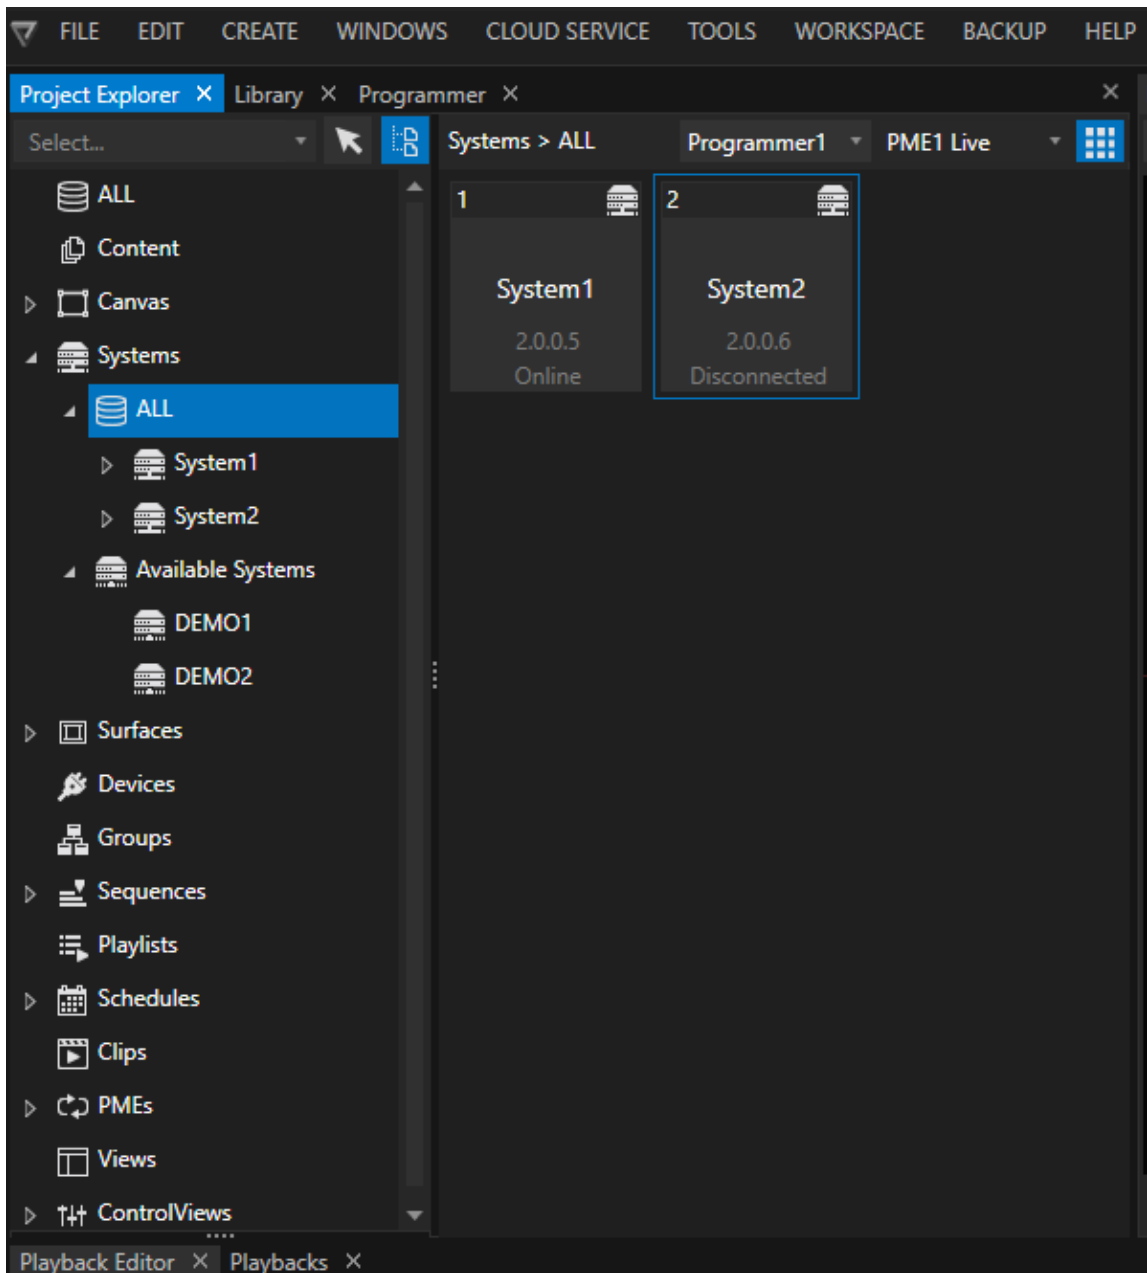 FILE EDIT CREATE WINDOWS CLOUD SERVICE TOOLS WORKSPACE BACKUP HELP
Project Explorer Library Programmer
Select...
Systems > ALL Programmer1 PME1 Live
ALL
Content
Canvas
Systems
ALL
System1
System2
Available Systems
DEMO1
DEMO2
Surfaces
Devices
Groups
Sequences
Playlists
Schedules
Clips
PMEs
Views
ControlViews
1
System1
2.0.0.5
Online
2
System2
2.0.0.6
Disconnected
Playback Editor Playbacks